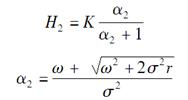 H₂ = K α₂ / (α₂ + 1)
α₂ = (ω + √(ω² + 2σ²r)) / σ²